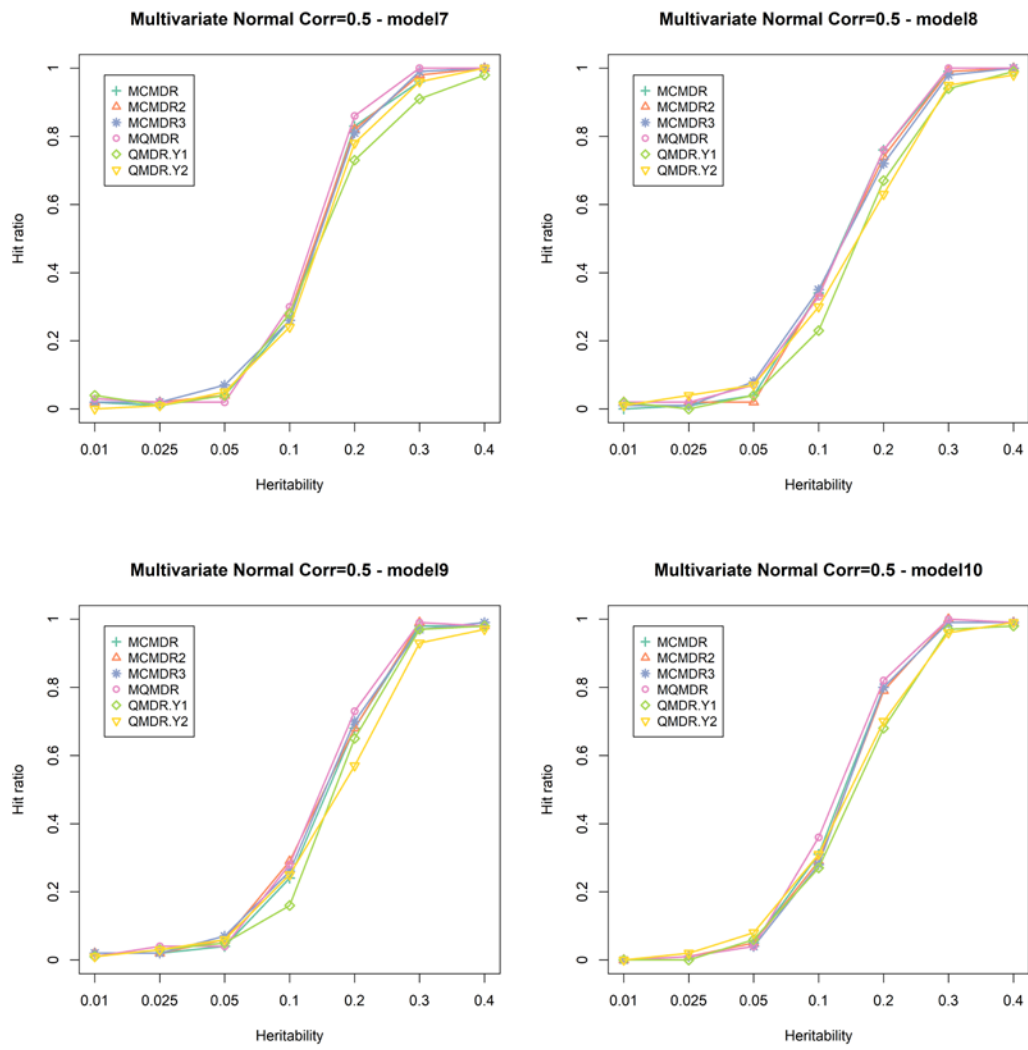 Multivariate Normal Corr=0.5 - model7
Hit ratio
1
0.8
0.6
0.4
0.2
0
MCMDR
MCMDR2
MCMDR3
MQMDR
QMDR.Y1
QMDR.Y2
0.01 0.025 0.05 0.1 0.2 0.3 0.4
Heritability
Multivariate Normal Corr=0.5 - model8
Hit ratio
1
0.8
0.6
0.4
0.2
0
MCMDR
MCMDR2
MCMDR3
MQMDR
QMDR.Y1
QMDR.Y2
0.01 0.025 0.05 0.1 0.2 0.3 0.4
Heritability
Multivariate Normal Corr=0.5 - model9
Hit ratio
1
0.8
0.6
0.4
0.2
0
MCMDR
MCMDR2
MCMDR3
MQMDR
QMDR.Y1
QMDR.Y2
0.01 0.025 0.05 0.1 0.2 0.3 0.4
Heritability
Multivariate Normal Corr=0.5 - model10
Hit ratio
1
0.8
0.6
0.4
0.2
0
MCMDR
MCMDR2
MCMDR3
MQMDR
QMDR.Y1
QMDR.Y2
0.01 0.025 0.05 0.1 0.2 0.3 0.4
Heritability